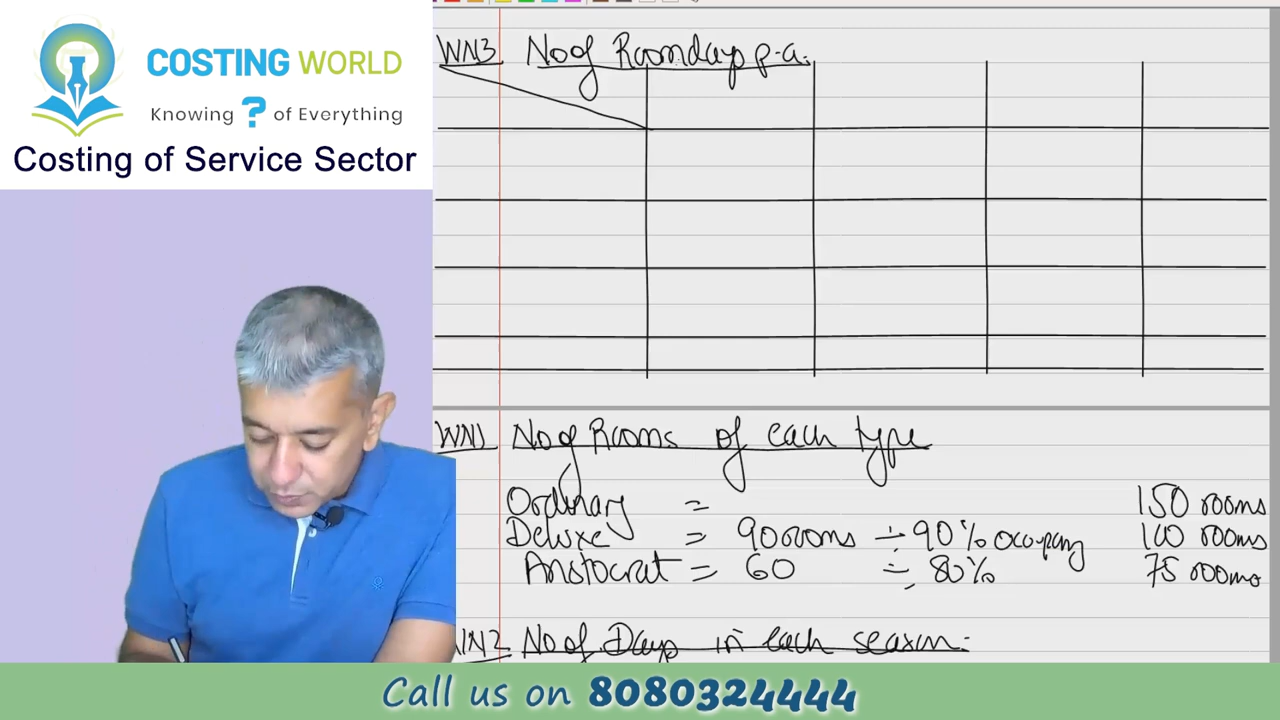 COSTING WORLD
Knowing ? of Everything
Costing of Service Sector
WN3 No of Roomdays p.a.
WN1 No of Rooms of each type
Ordinary = 150 rooms
Deluxe = 90 rooms ÷ 90% occupany 100 rooms
Aristocrat = 60 ÷ 80% 75 rooms
WN2 No of Days in each season:
Call us on 8080324444